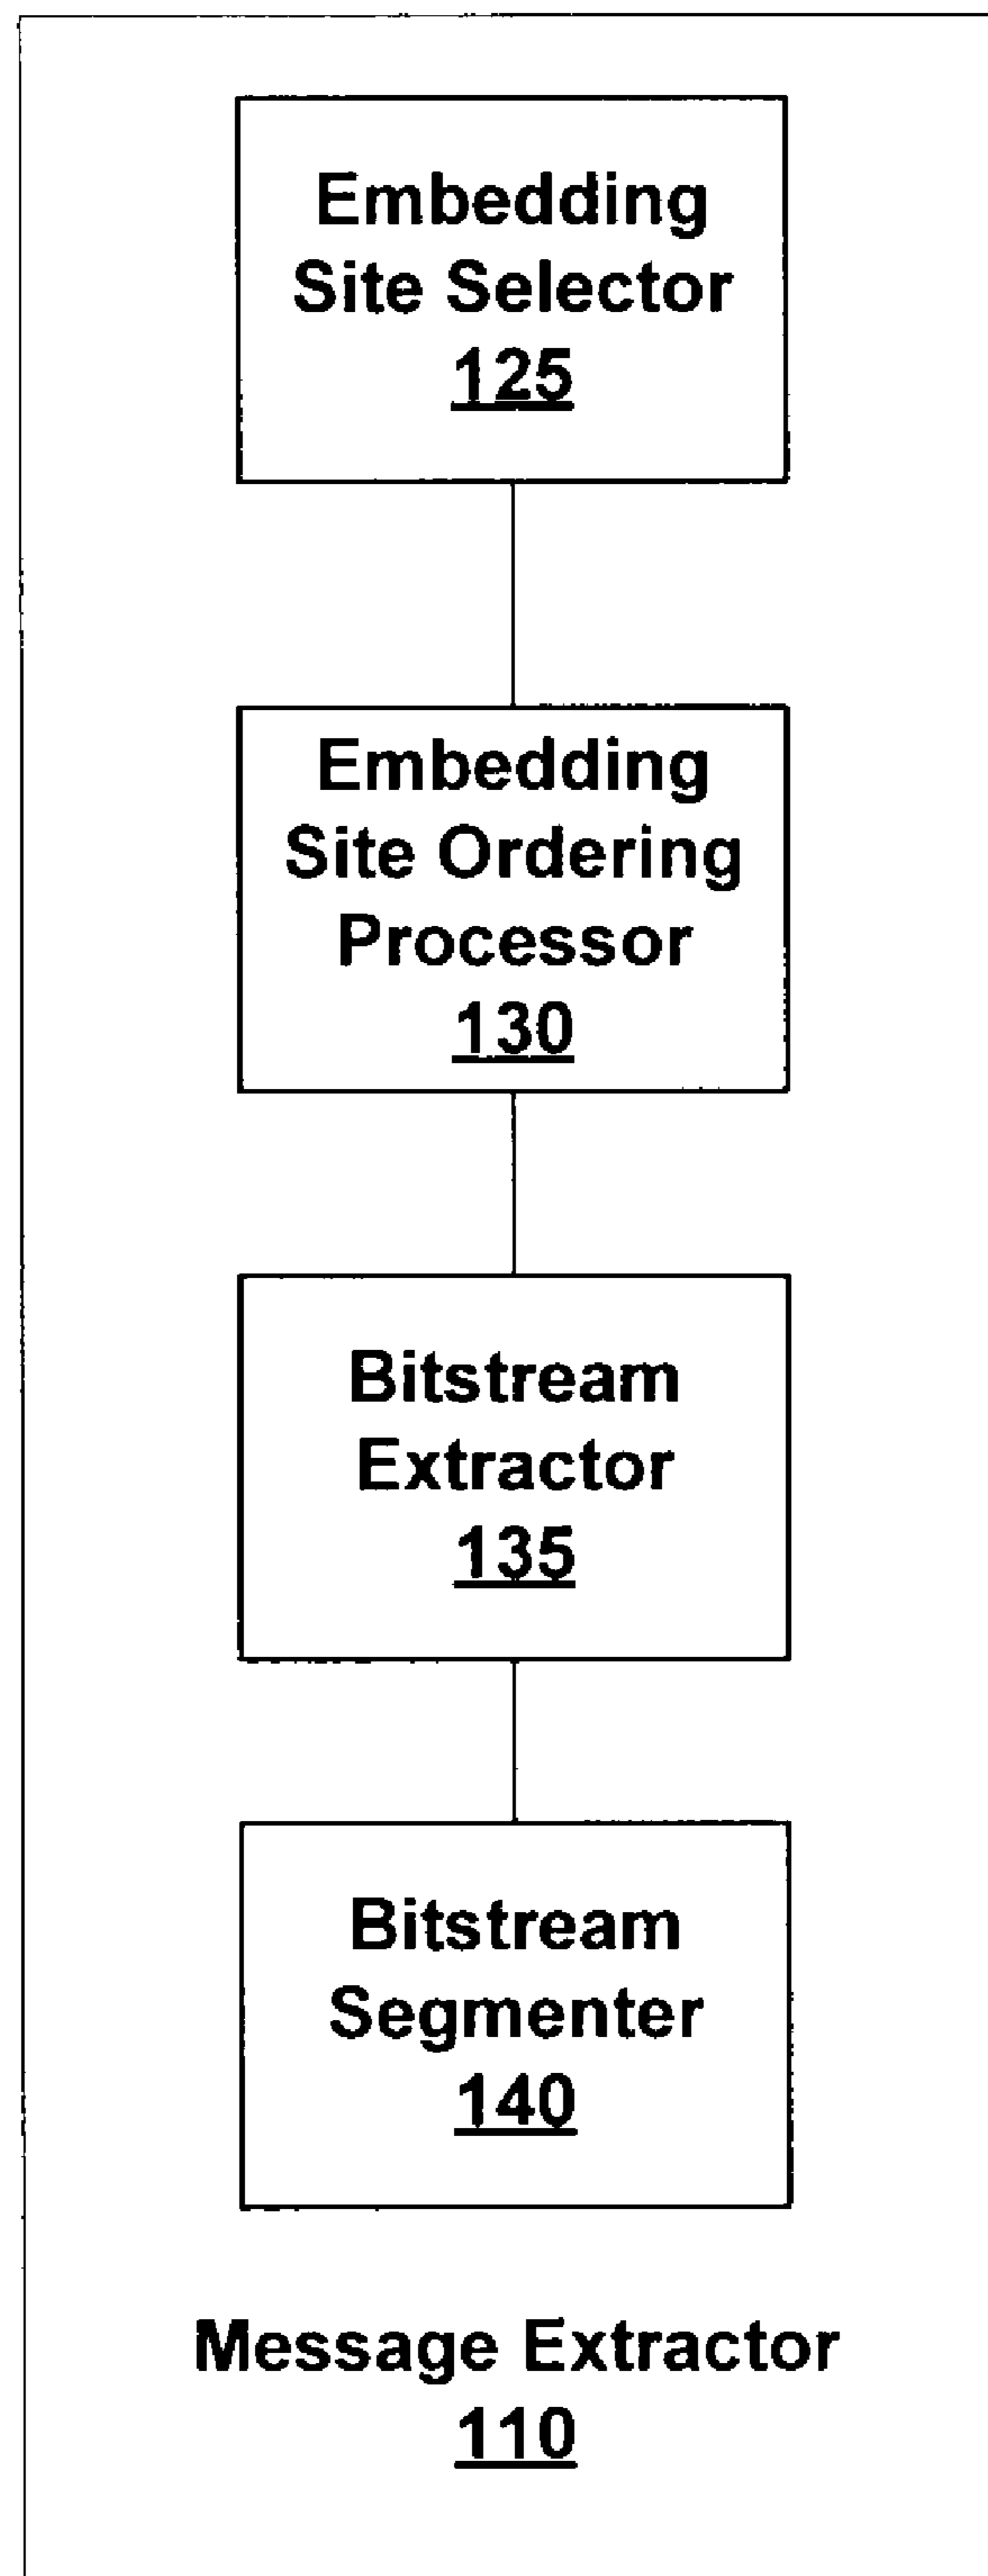 Embedding
Site Selector
125
Embedding
Site Ordering
Processor
130
Bitstream
Extractor
135
Bitstream
Segmenter
140
Message Extractor
110